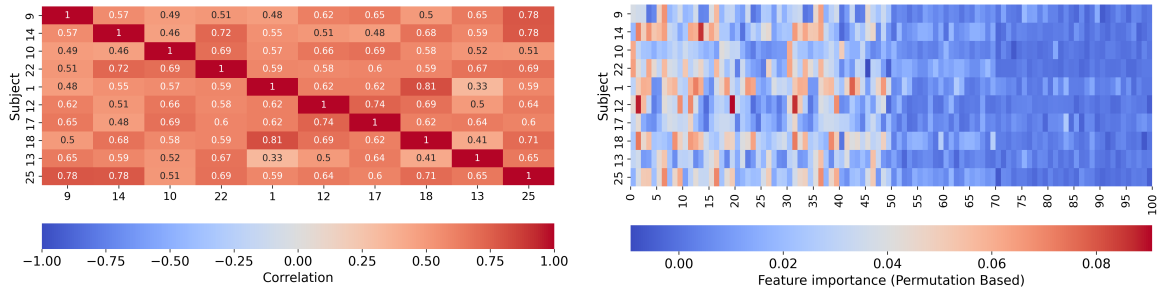 Subject
9 1 0.57 0.49 0.51 0.48 0.62 0.65 0.5 0.65 0.78
14 0.57 1 0.46 0.72 0.55 0.51 0.48 0.68 0.59 0.78
10 0.49 0.46 1 0.69 0.57 0.66 0.69 0.58 0.52 0.51
22 0.51 0.72 0.69 1 0.59 0.58 0.6 0.59 0.67 0.69
1 0.48 0.55 0.57 0.59 1 0.62 0.62 0.81 0.33 0.59
12 0.62 0.51 0.66 0.58 0.62 1 0.74 0.69 0.5 0.64
17 0.65 0.48 0.69 0.6 0.62 0.74 1 0.62 0.64 0.6
18 0.5 0.68 0.58 0.59 0.81 0.69 0.62 1 0.41 0.71
13 0.65 0.59 0.52 0.67 0.33 0.5 0.64 0.41 1 0.65
25 0.78 0.78 0.51 0.69 0.59 0.64 0.6 0.71 0.65 1
9 14 10 22 1 12 17 18 13 25
−1.00 −0.75 −0.50 −0.25 0.00 0.25 0.50 0.75 1.00
Correlation
Subject
9
14
10
22
1
12
17
18
13
25
0 5 10 15 20 25 30 35 40 45 50 55 60 65 70 75 80 85 90 95 100
0.00 0.02 0.04 0.06 0.08
Feature importance (Permutation Based)